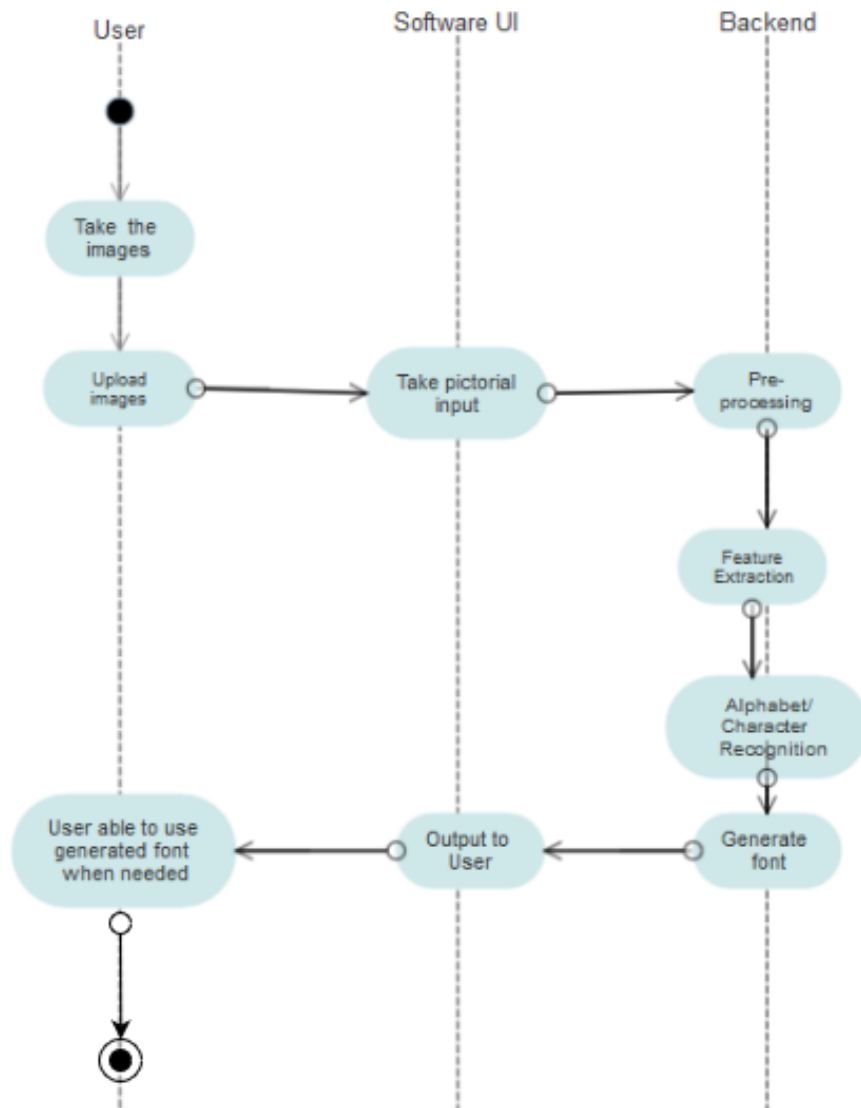 User
Software UI
Backend
Take the
images
Upload
images
Take pictorial
input
Pre-
processing
Feature
Extraction
Alphabet/
Character
Recognition
User able to use
generated font
when needed
Output to
User
Generate
font